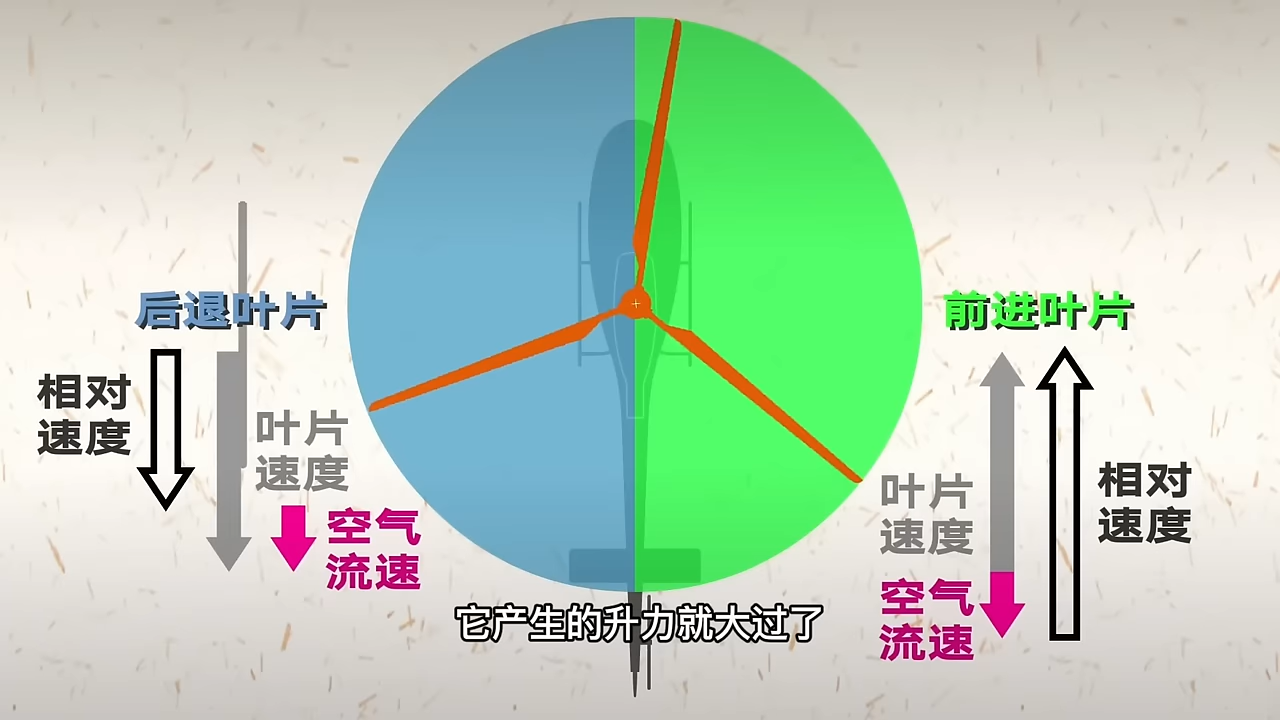 后退叶片
相对
速度
叶片
速度
空气
流速
前进叶片
叶片
速度
空气
流速
相对
速度
它产生的升力就大过了